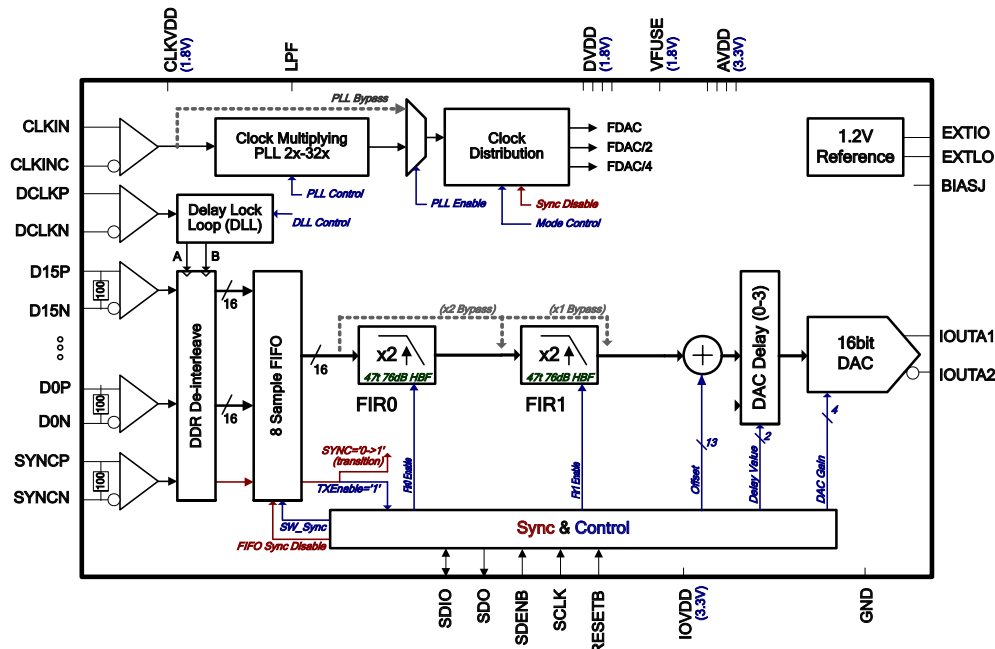 CLKVDD
(1.8V)
LPF
DVDD
(1.8V)
VFUSE
(1.8V)
AVDD
(3.3V)
PLL Bypass
CLKIN
CLKINC
Clock Multiplying
PLL 2x-32x
Clock
Distribution
FDAC
FDAC/2
FDAC/4
1.2V
Reference
EXTIO
EXTLO
BIASJ
PLL Control
PLL Enable
Sync Disable
Mode Control
DCLKP
DCLKN
Delay Lock
Loop (DLL)
DLL Control
A
B
D15P
D15N
100
D0P
D0N
100
SYNCP
SYNCN
100
DDR De-interleave
16
16
8 Sample FIFO
16
(x2 Bypass)
(x1 Bypass)
x2
47t 76dB HBF
FIR0
x2
47t 76dB HBF
FIR1
DAC Delay (0-3)
16bit
DAC
IOUTA1
IOUTA2
SYNC='0->1'
(transition)
TXEnable='1'
SW_Sync
FIFO Sync Disable
Fir0 Enable
Fir1 Enable
Offset
13
Delay Value
2
DAC Gain
4
Sync & Control
SDIO
SDO
SDENB
SCLK
RESETB
IOVDD
(3.3V)
GND